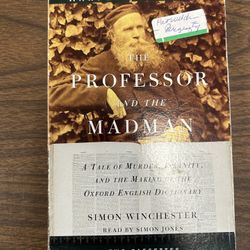 THE
PROFESSOR
AND THE
MADMAN
A TALE OF MURDER, INSANITY,
AND THE MAKING OF THE
OXFORD ENGLISH DICTIONARY
SIMON WINCHESTER
READ BY SIMON JONES